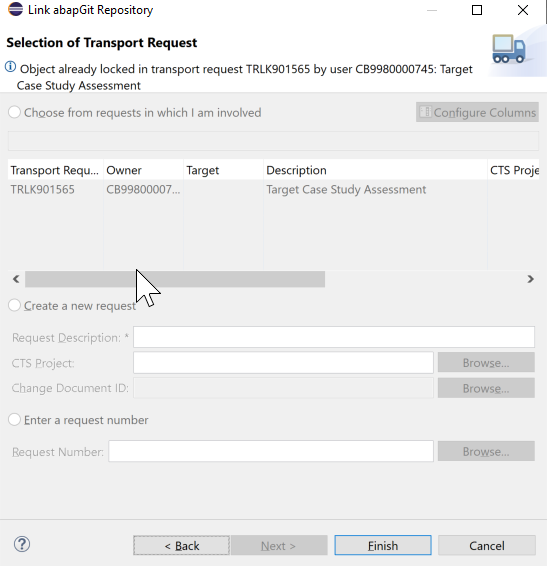 Link abapGit Repository
Selection of Transport Request
Object already locked in transport request TRLK901565 by user CB9980000745: Target
Case Study Assessment
Choose from requests in which I am involved
Configure Columns
Transport Requ... Owner Target Description CTS Proje
TRLK901565 CB99800007... Target Case Study Assessment
Create a new request
Request Description: *
CTS Project: Browse...
Change Document ID: Browse...
Enter a request number
Request Number: Browse...
? < Back Next > Finish Cancel